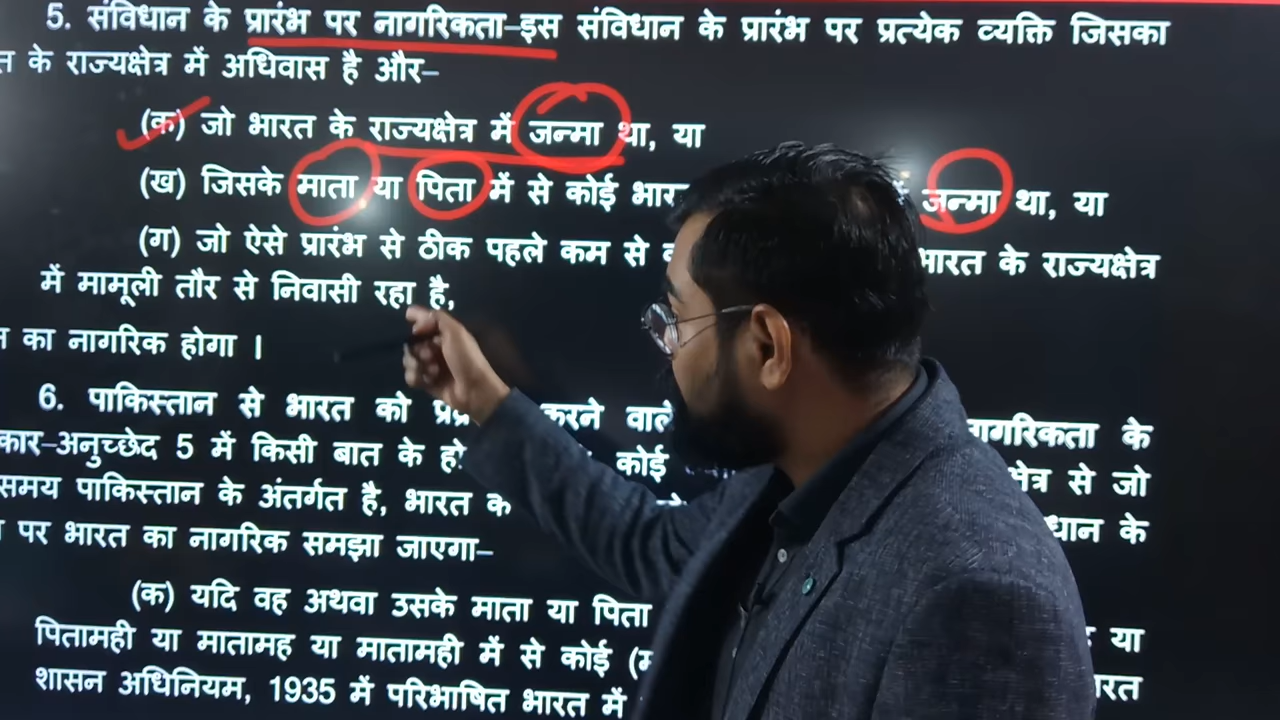 5. संविधान के प्रारंभ पर नागरिकता–इस संविधान के प्रारंभ पर प्रत्येक व्यक्ति जिसका
के राज्यक्षेत्र में अधिवास है और–
(क) जो भारत के राज्यक्षेत्र में जन्मा था, या
(ख) जिसके माता या पिता में से कोई जन्मा था, या
(ग) जो ऐसे प्रारंभ से ठीक पहले कम से भारत के राज्यक्षेत्र
में मामूली तौर से निवासी रहा है,
का नागरिक होगा ।
6. पाकिस्तान से भारत को करने वाले के
अनुच्छेद 5 में किसी बात के कोई से जो
समय पाकिस्तान के अंतर्गत है, भारत के
पर भारत का नागरिक समझा जाएगा–
(क) यदि वह अथवा उसके माता या पिता या
पितामही या मातामह या मातामही में से कोई
शासन अधिनियम, 1935 में परिभाषित भारत में